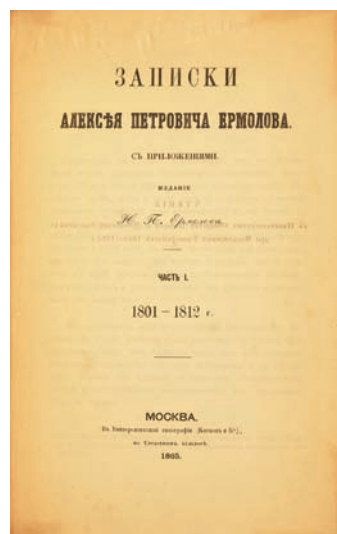 ЗАПИСКИ
АЛЕКСѢЯ ПЕТРОВИЧА ЕРМОЛОВА.
СЪ ПРИЛОЖЕНІЯМИ.
ИЗДАНІЕ
Н. П. Ермолова
ЧАСТЬ I.
1801 – 1812 г.
МОСКВА.
Въ Университетской типографіи (Катковъ и Кº),
на Страстномъ бульварѣ.
1865.